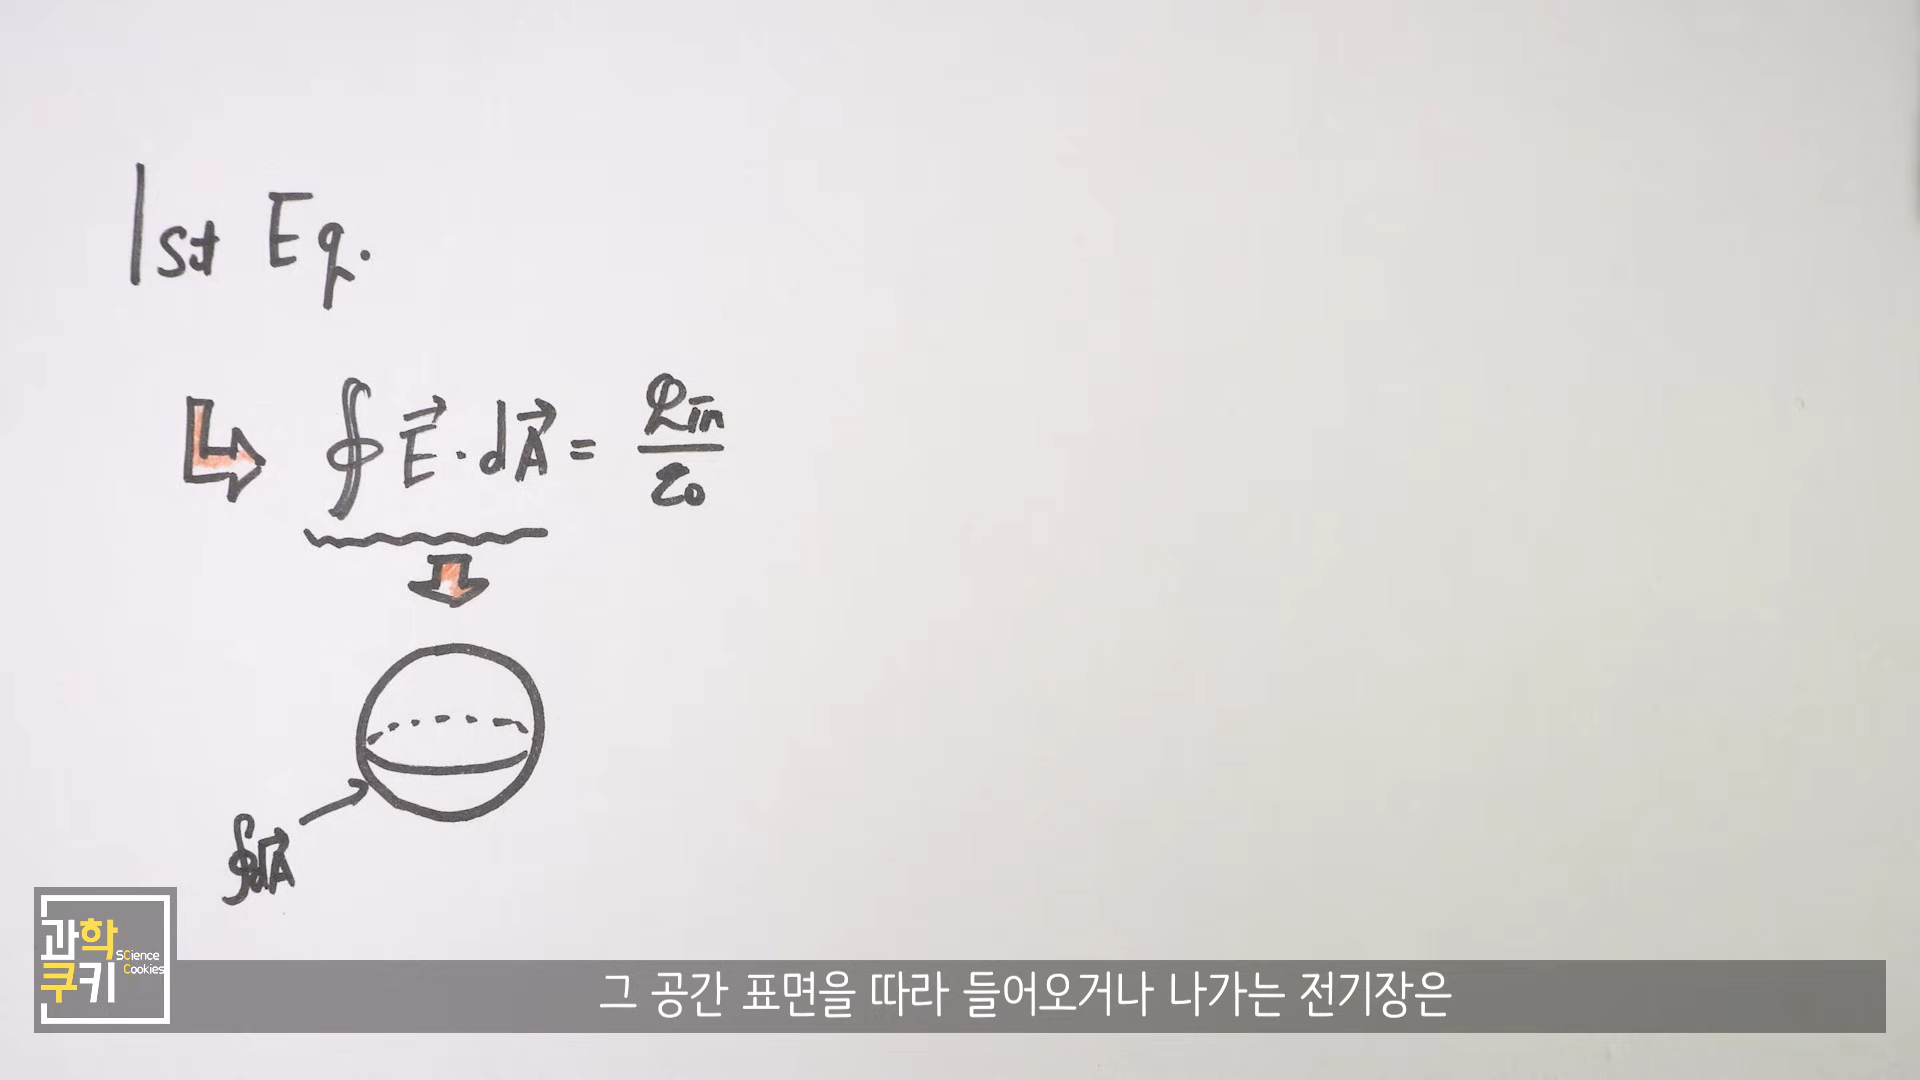 1st Eq.
∮E⃗·dA⃗ = Qin/ε0
∮dA⃗
과학
쿠키
Science
Cookies
그 공간 표면을 따라 들어오거나 나가는 전기장은